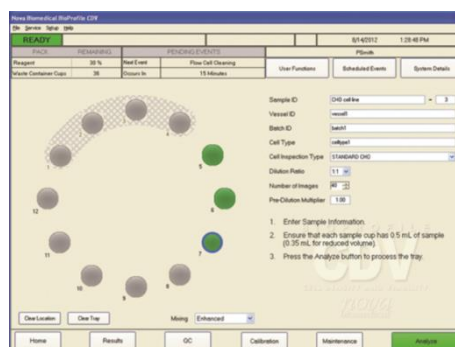 Nova Biomedical BioProfile CDV
File Service Setup Help
READY 8/14/2012 1:28:48 PM
PACK REMAINING PENDING EVENTS PSmith
Reagent 38 % Next Event Flow Cell Cleaning
Waste Container Cups 36 Occurs In 15 Minutes
User Functions Scheduled Events System Details
Sample ID CHO cell line - 3
Vessel ID vessel1
Batch ID batch1
Cell Type celltype1
Cell Inspection Type STANDARD CHO
Dilution Ratio 1:1
Number of Images 40
Pre-Dilution Multiplier 1.00
1 2 3 4 5 6 7 8 9 10 11 12
1. Enter Sample Information.
2. Ensure that each sample cup has 0.5 mL of sample
(0.35 mL for reduced volume).
3. Press the Analyze button to process the tray.
CDV
nova
Clear Location Clear Tray Mixing Enhanced
Home Results QC Calibration Maintenance Analyze